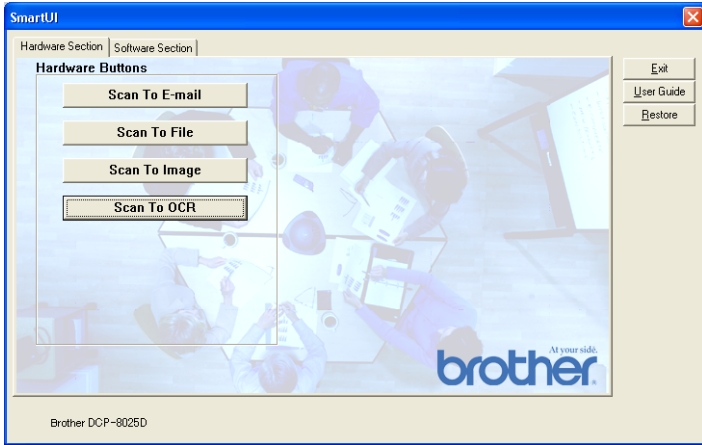 SmartUI
Hardware Section
Software Section
Hardware Buttons
Scan To E-mail
Scan To File
Scan To Image
Scan To OCR
Exit
User Guide
Restore
At your side.
brother
Brother DCP-8025D